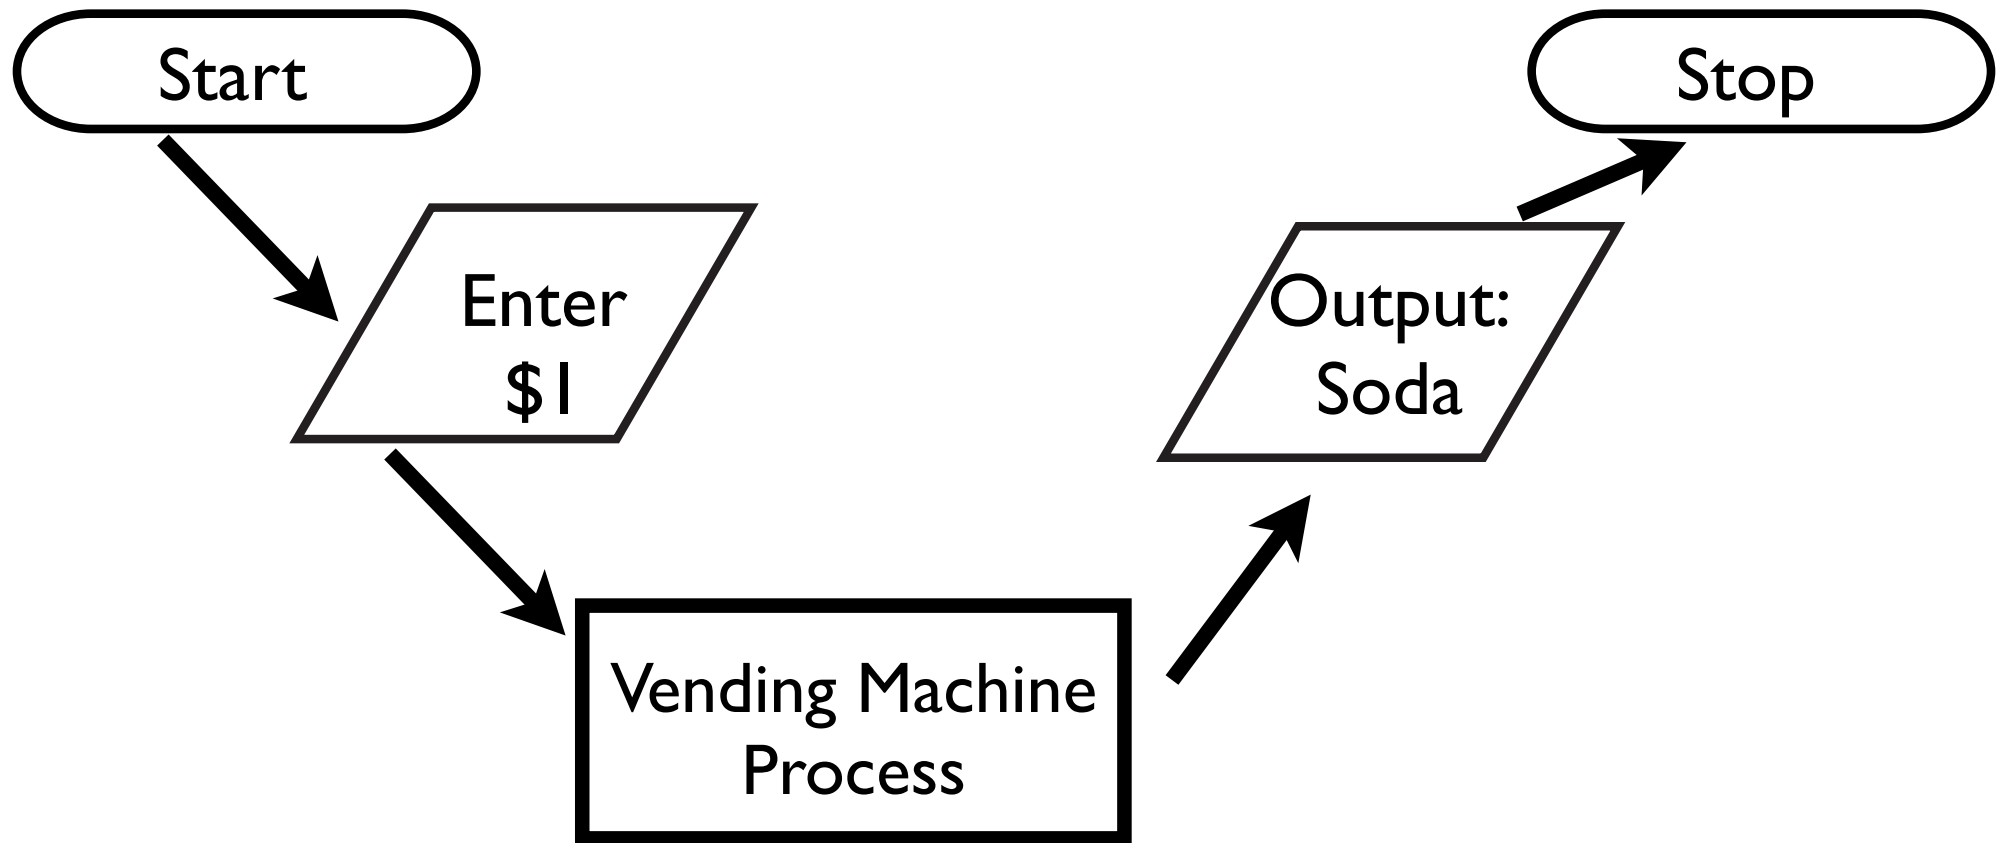 Start
Enter
$1
Vending Machine
Process
Output:
Soda
Stop